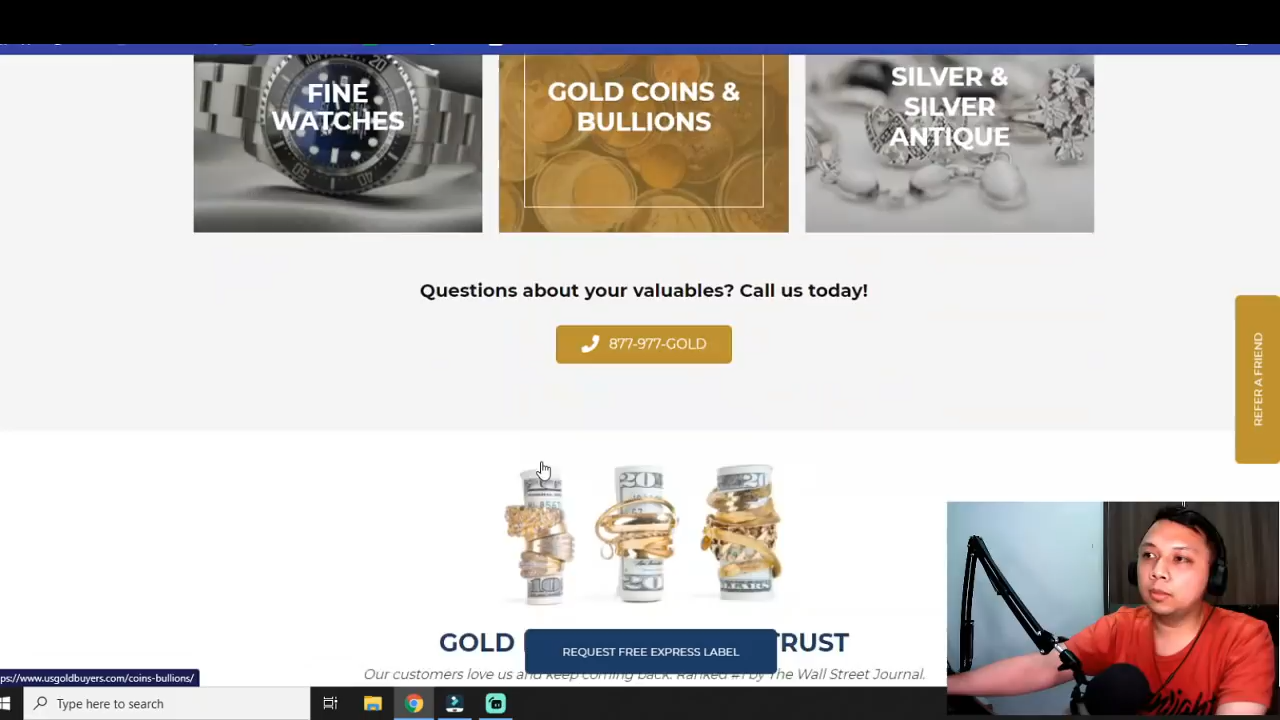 FINE
WATCHES
GOLD COINS &
BULLIONS
SILVER &
SILVER
ANTIQUE
Questions about your valuables? Call us today!
877-977-GOLD
REFER A FRIEND
GOLD TRUST
REQUEST FREE EXPRESS LABEL
Our customers love us and keep coming back. Ranked #1 by The Wall Street Journal.
ps://www.usgoldbuyers.com/coins-bullions/
Type here to search